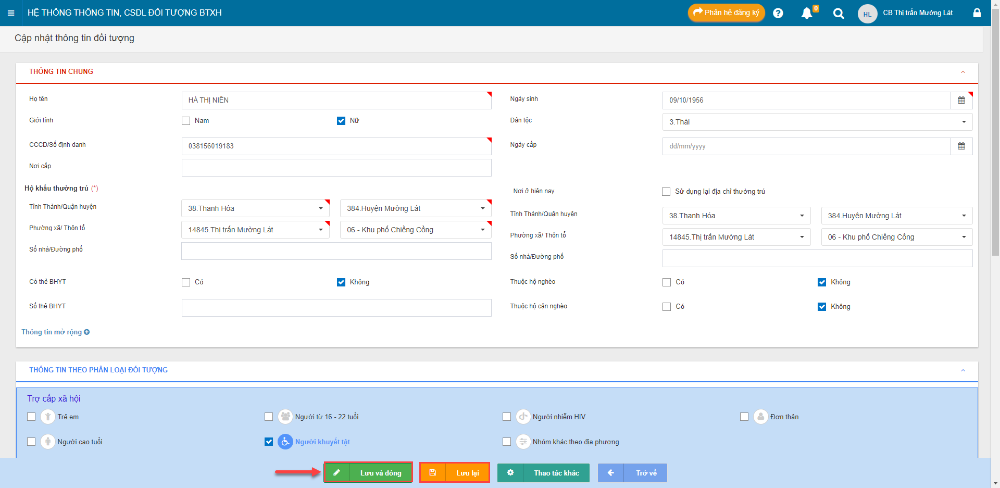 HỆ THỐNG THÔNG TIN, CSDL ĐỐI TƯỢNG BTXH
Phân hệ đăng ký
0
HL
CB Thị trấn Mường Lát
Cập nhật thông tin đối tượng
THÔNG TIN CHUNG
Họ tên
HÀ THỊ NIÊN
Ngày sinh
09/10/1956
Giới tính
Nam
Nữ
Dân tộc
3.Thái
CCCD/Số định danh
038156019183
Ngày cấp
dd/mm/yyyy
Nơi cấp
Hộ khẩu thường trú (*)
Nơi ở hiện nay
Sử dụng lại địa chỉ thường trú
Tỉnh Thành/Quận huyện
38.Thanh Hóa
384.Huyện Mường Lát
Tỉnh Thành/Quận huyện
38.Thanh Hóa
384.Huyện Mường Lát
Phường xã/ Thôn tổ
14845.Thị trấn Mường Lát
06 - Khu phố Chiềng Cồng
Phường xã/ Thôn tổ
14845.Thị trấn Mường Lát
06 - Khu phố Chiềng Cồng
Số nhà/Đường phố
Số nhà/Đường phố
Có thẻ BHYT
Có
Không
Thuộc hộ nghèo
Có
Không
Số thẻ BHYT
Thuộc hộ cận nghèo
Có
Không
Thông tin mở rộng
THÔNG TIN THEO PHÂN LOẠI ĐỐI TƯỢNG
Trợ cấp xã hội
Trẻ em
Người từ 16 - 22 tuổi
Người nhiễm HIV
Đơn thân
Người cao tuổi
Người khuyết tật
Nhóm khác theo địa phương
Lưu và đóng
Lưu lại
Thao tác khác
Trở về